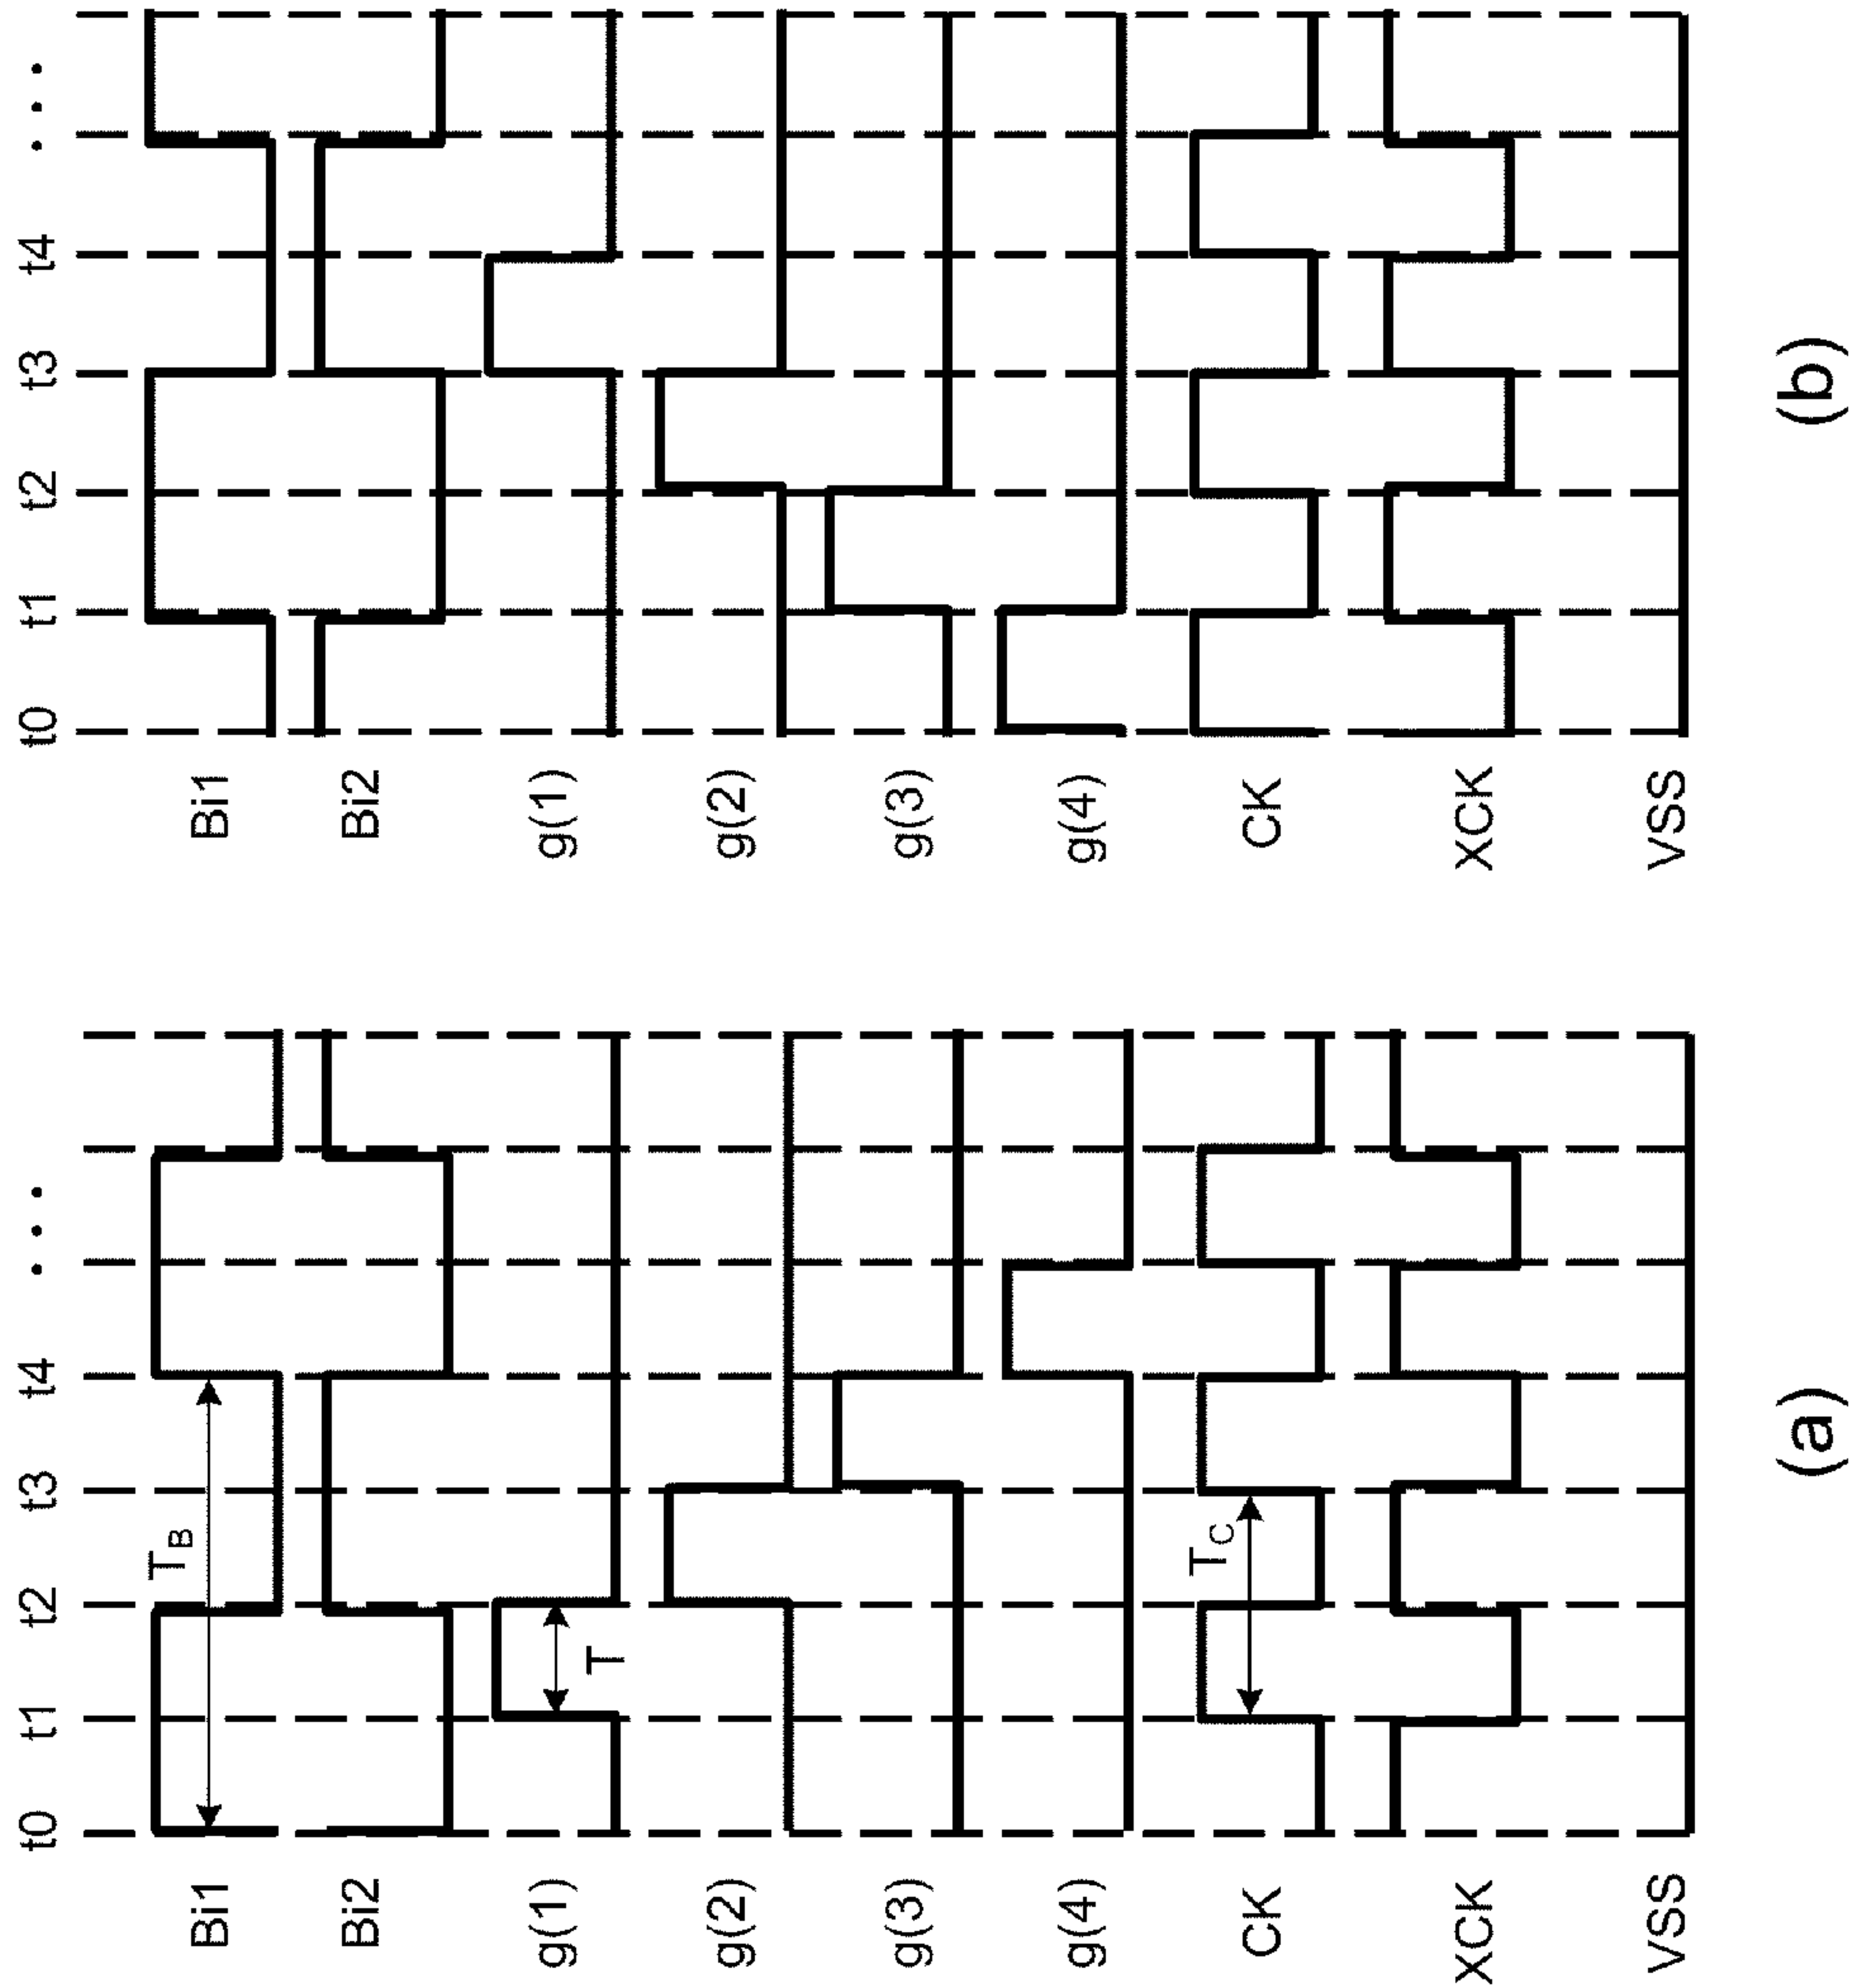 t0 t1 t2 t3 t4 . . .
Bi1
T_B
Bi2
g(1)
T
g(2)
g(3)
g(4)
CK
T_C
XCK
VSS
(a)
t0 t1 t2 t3 t4 . . .
Bi1
Bi2
g(1)
g(2)
g(3)
g(4)
CK
XCK
VSS
(b)